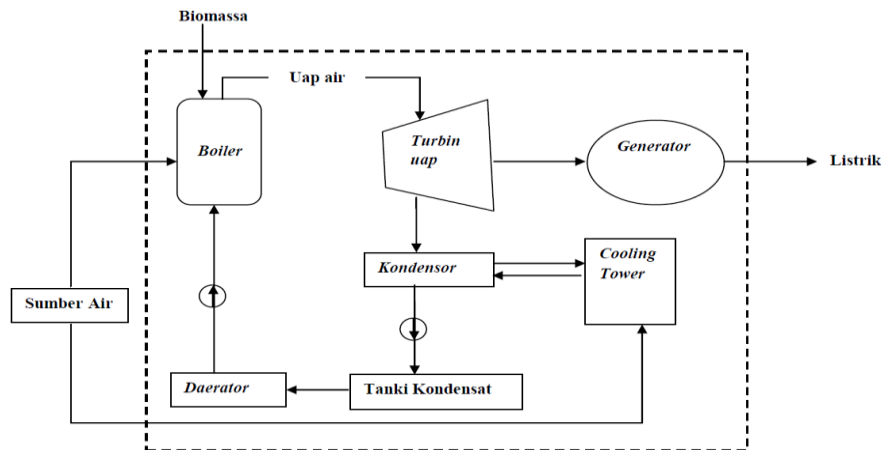 Biomassa
Uap air
Boiler
Turbin
uap
Generator
Listrik
Kondensor
Cooling
Tower
Sumber Air
Daerator
Tanki Kondensat